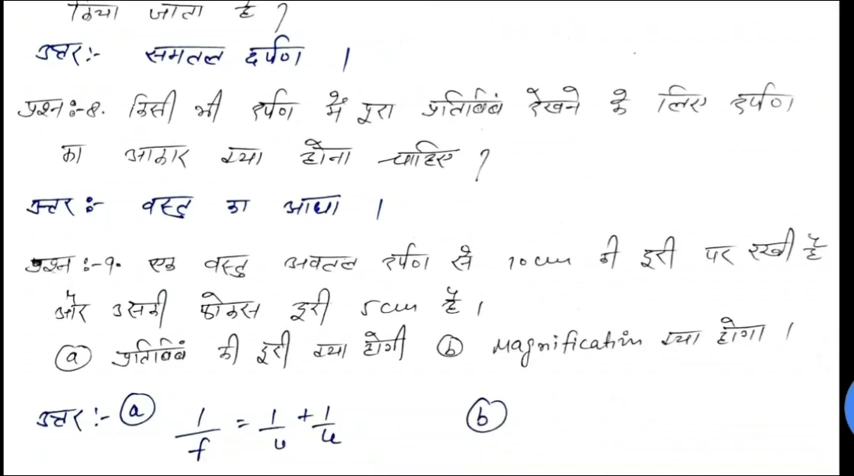 किया जाता है ?
उत्तर:- समतल दर्पण ।
प्रश्न:-8. किसी भी दर्पण में पूरा प्रतिबिंब देखने के लिए दर्पण
का आकार क्या होना चाहिए ?
उत्तर:- वस्तु का आधा ।
प्रश्न:-9. एक वस्तु अवतल दर्पण से 10cm की दूरी पर रखी है
और उसकी फोकस दूरी 5cm है ।
(a) प्रतिबिंब की दूरी क्या होगी (b) Magnification क्या होगा ।
उत्तर:- (a) 1/f = 1/v + 1/u (b)